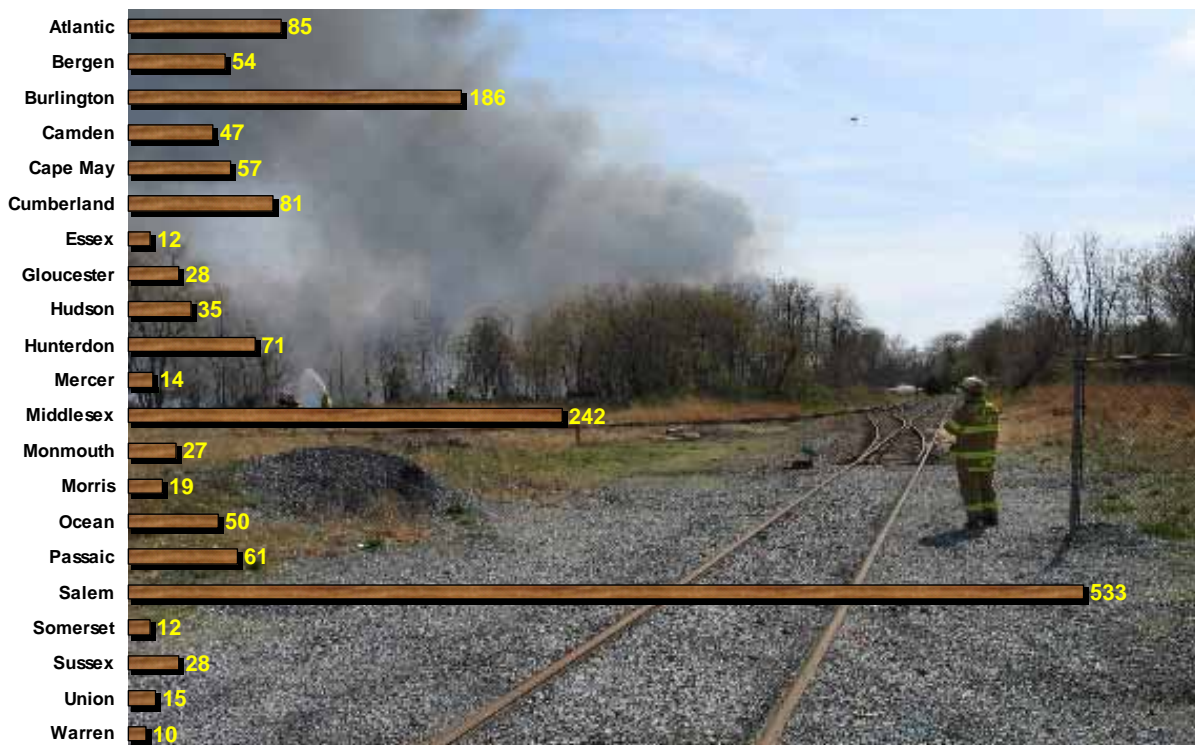 Atlantic 85
Bergen 54
Burlington 186
Camden 47
Cape May 57
Cumberland 81
Essex 12
Gloucester 28
Hudson 35
Hunterdon 71
Mercer 14
Middlesex 242
Monmouth 27
Morris 19
Ocean 50
Passaic 61
Salem 533
Somerset 12
Sussex 28
Union 15
Warren 10